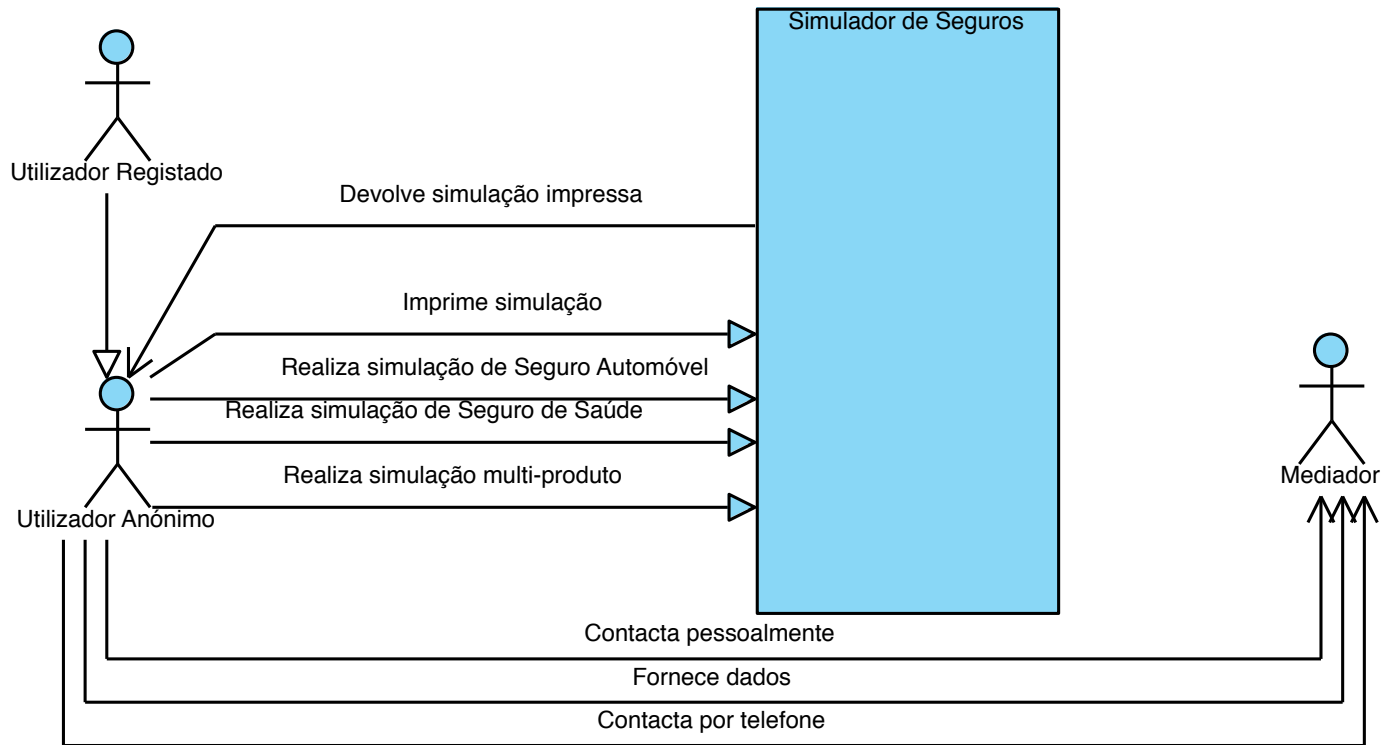 Simulador de Seguros
Utilizador Registado
Devolve simulação impressa
Imprime simulação
Realiza simulação de Seguro Automóvel
Realiza simulação de Seguro de Saúde
Realiza simulação multi-produto
Mediador
Utilizador Anónimo
Contacta pessoalmente
Fornece dados
Contacta por telefone